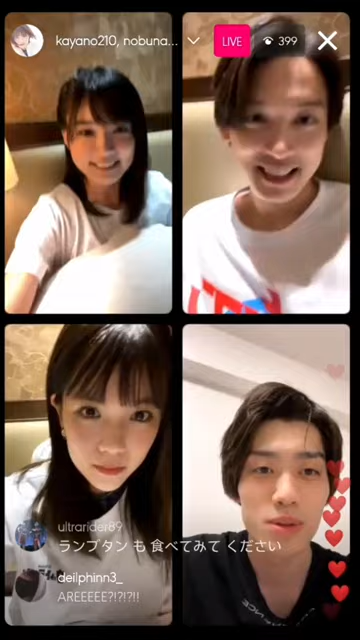 kayano210, nobuna...
LIVE
399
ultrarider89
ランブタン も 食べてみて ください
deilphinn3_
AREEEEE?!?!?!!